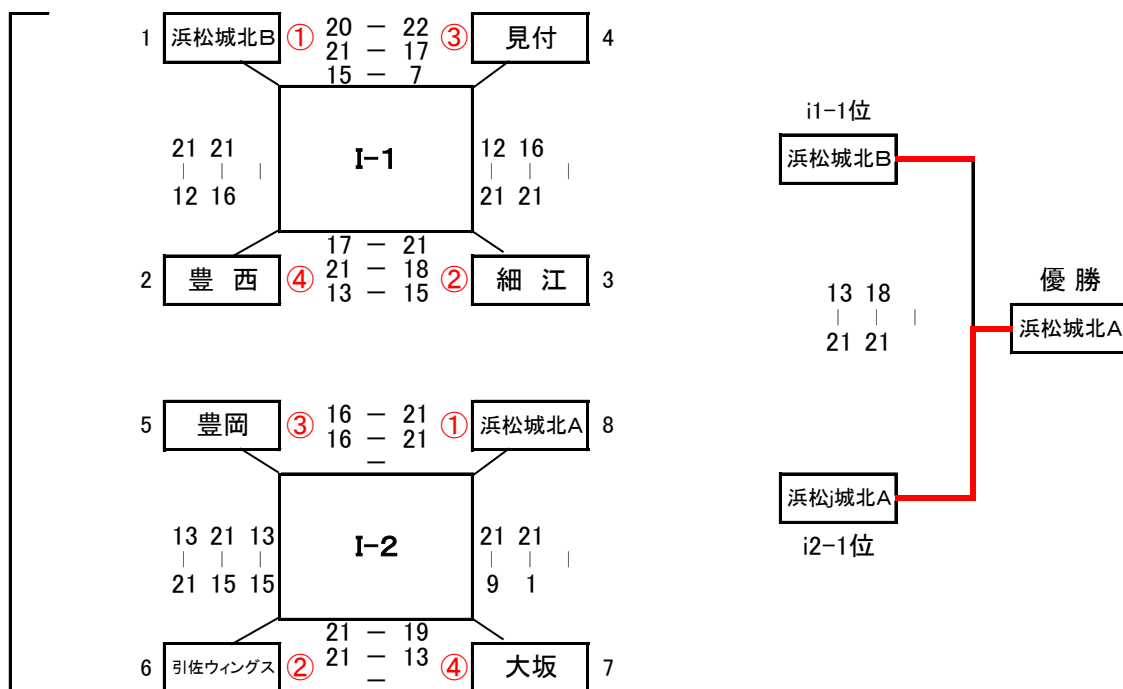 1 浜松城北B ① 20 － 22 ③ 見付 4
21 － 17
15 － 7
21 21 | 12 16 |
| | I-1 | |
12 16 21 21
17 － 21
2 豊 西 ④ 21 － 18 ② 細 江 3
13 － 15
5 豊岡 ③ 16 － 21 ① 浜松城北A 8
16 － 21
－
13 21 13 21 21
| | | I-2 | | |
21 15 15 9 1
21 － 19
6 引佐ウィングス ② 21 － 13 ④ 大坂 7
－
i1-1位
浜松城北B
13 18
| | |
21 21
優 勝
浜松城北A
浜松j城北A
i2-1位